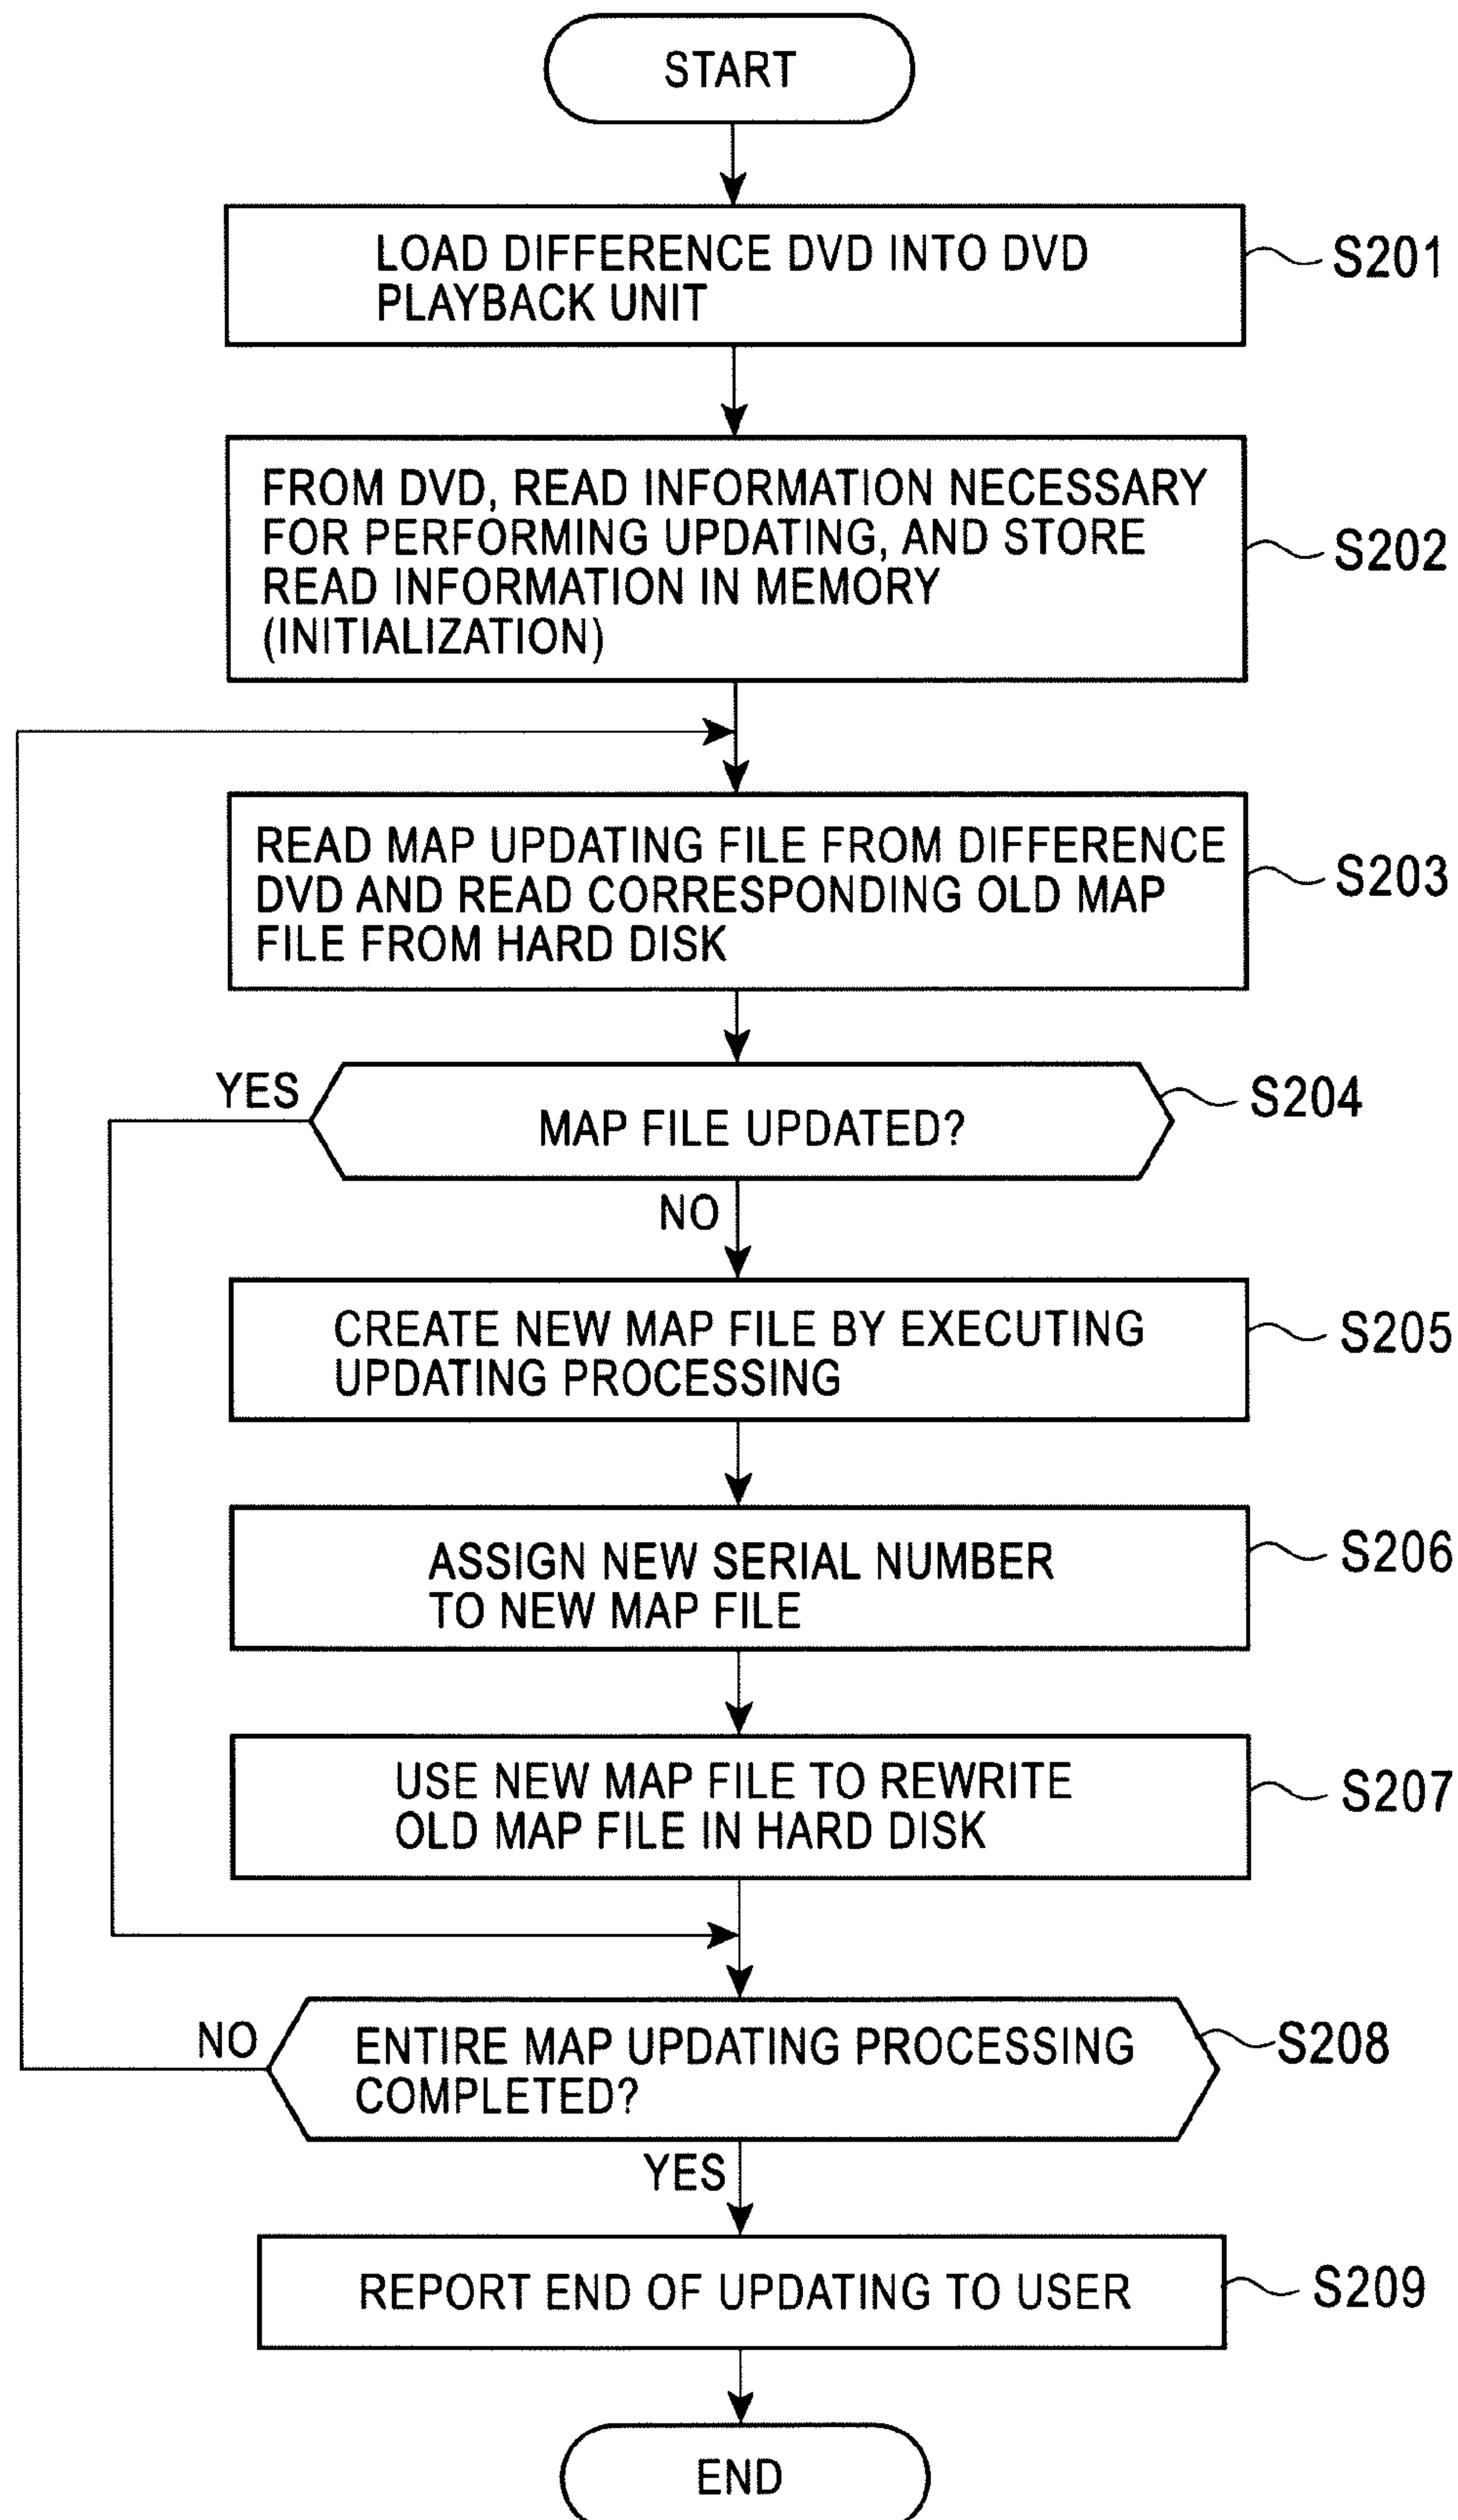 START
LOAD DIFFERENCE DVD INTO DVD
PLAYBACK UNIT
S201
FROM DVD, READ INFORMATION NECESSARY
FOR PERFORMING UPDATING, AND STORE
READ INFORMATION IN MEMORY
(INITIALIZATION)
S202
READ MAP UPDATING FILE FROM DIFFERENCE
DVD AND READ CORRESPONDING OLD MAP
FILE FROM HARD DISK
S203
YES
MAP FILE UPDATED?
S204
NO
CREATE NEW MAP FILE BY EXECUTING
UPDATING PROCESSING
S205
ASSIGN NEW SERIAL NUMBER
TO NEW MAP FILE
S206
USE NEW MAP FILE TO REWRITE
OLD MAP FILE IN HARD DISK
S207
NO
ENTIRE MAP UPDATING PROCESSING
COMPLETED?
S208
YES
REPORT END OF UPDATING TO USER
S209
END